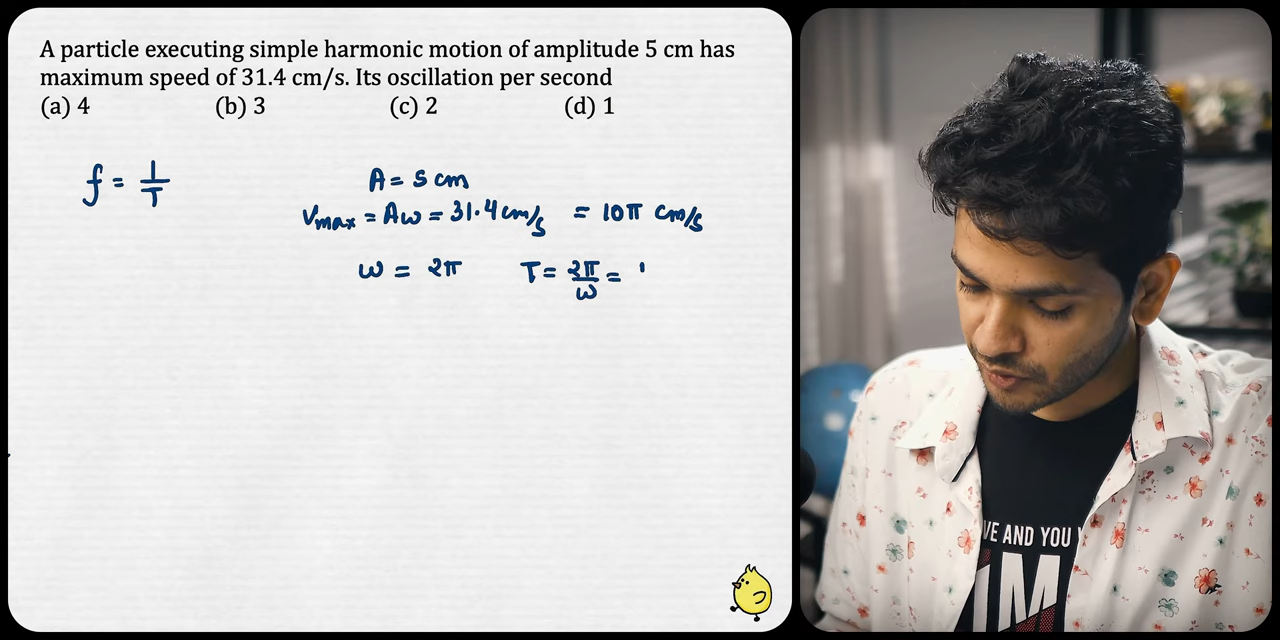 A particle executing simple harmonic motion of amplitude 5 cm has
maximum speed of 31.4 cm/s. Its oscillation per second
(a) 4 (b) 3 (c) 2 (d) 1
f = 1/T
A = 5 cm
Vmax = Aω = 31.4 cm/s = 10π cm/s
ω = 2π T = 2π/ω =
VE AND YOU
IM